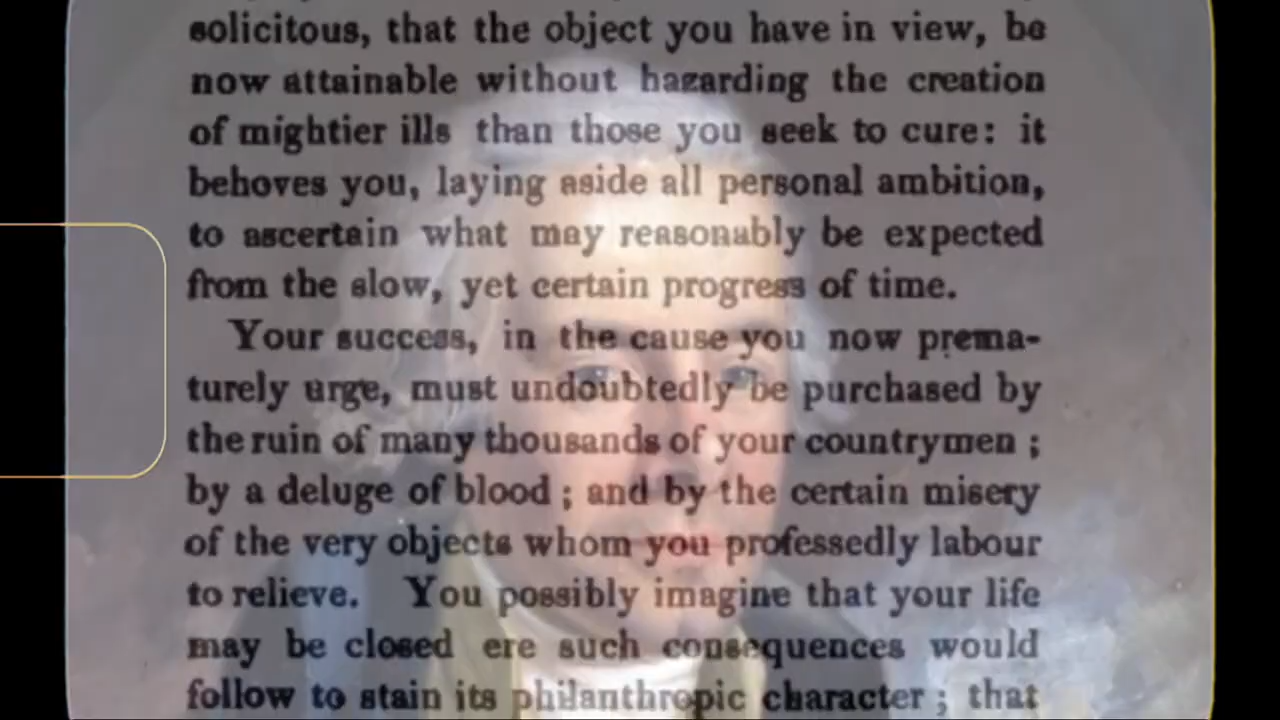 solicitous, that the object you have in view, be
now attainable without hazarding the creation
of mightier ills than those you seek to cure: it
behoves you, laying aside all personal ambition,
to ascertain what may reasonably be expected
from the slow, yet certain progress of time.
Your success, in the cause you now prema-
turely urge, must undoubtedly be purchased by
the ruin of many thousands of your countrymen ;
by a deluge of blood ; and by the certain misery
of the very objects whom you professedly labour
to relieve. You possibly imagine that your life
may be closed ere such consequences would
follow to stain its philanthropic character ; that